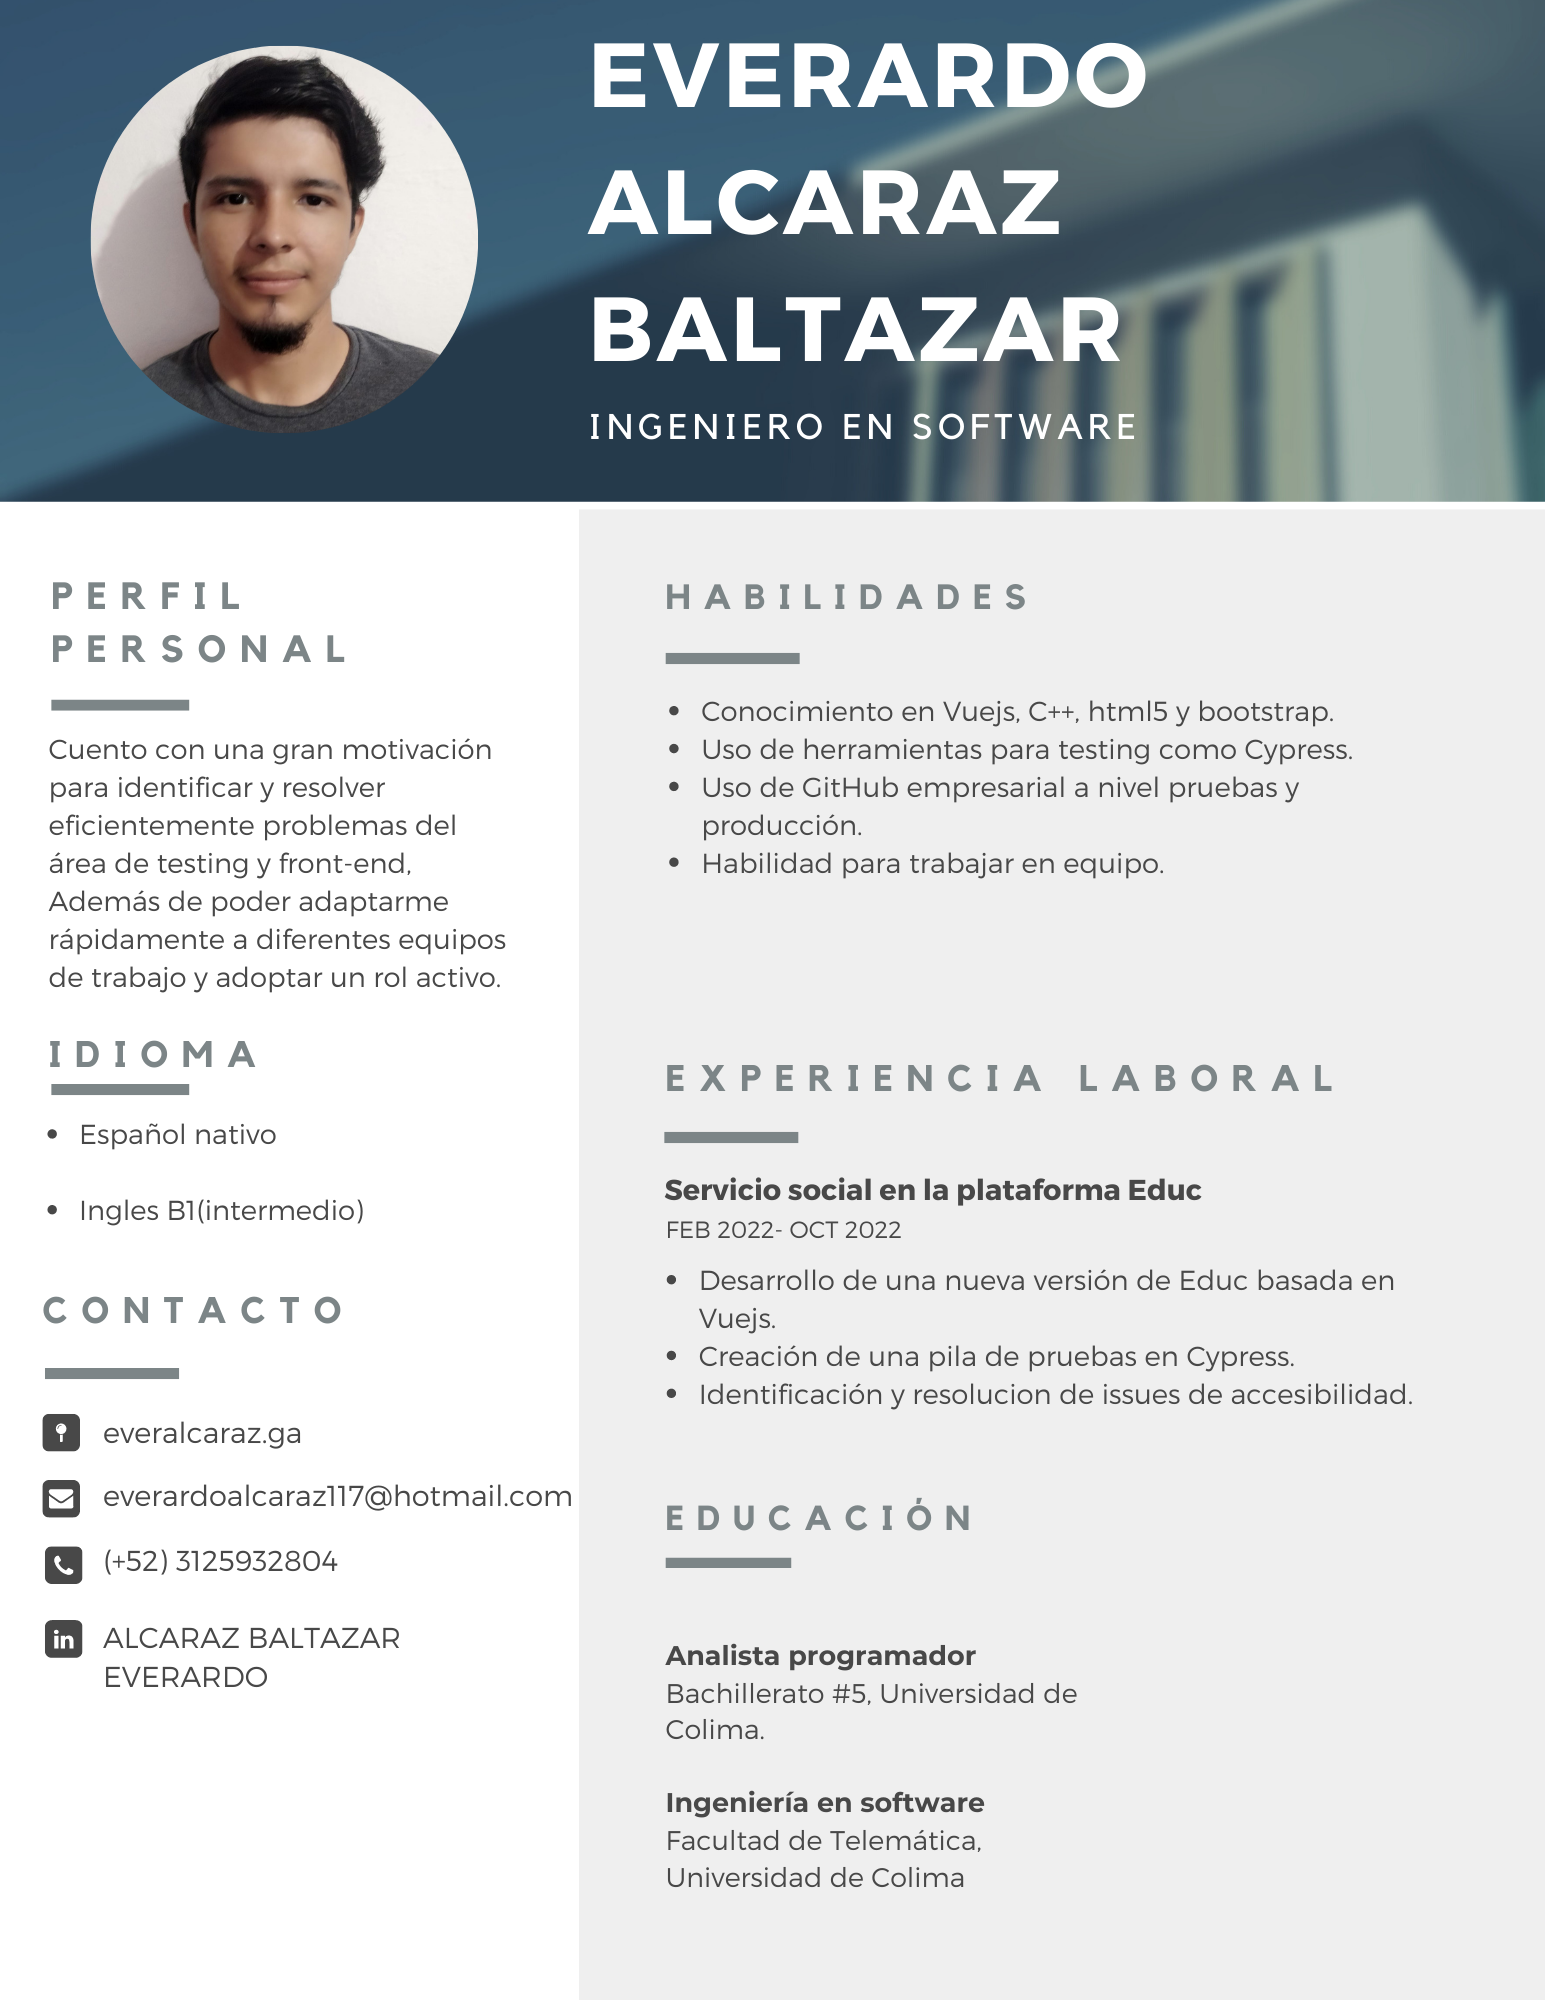 EVERARDO
ALCARAZ
BALTAZAR
INGENIERO EN SOFTWARE
PERFIL
PERSONAL
Cuento con una gran motivación
para identificar y resolver
eficientemente problemas del
área de testing y front-end,
Además de poder adaptarme
rápidamente a diferentes equipos
de trabajo y adoptar un rol activo.
IDIOMA
• Español nativo
• Ingles B1(intermedio)
CONTACTO
everalcaraz.ga
everardoalcaraz117@hotmail.com
(+52) 3125932804
in
ALCARAZ BALTAZAR
EVERARDO
HABILIDADES
• Conocimiento en Vuejs, C++, html5 y bootstrap.
• Uso de herramientas para testing como Cypress.
• Uso de GitHub empresarial a nivel pruebas y
producción.
• Habilidad para trabajar en equipo.
EXPERIENCIA LABORAL
Servicio social en la plataforma Educ
FEB 2022- OCT 2022
• Desarrollo de una nueva versión de Educ basada en
Vuejs.
• Creación de una pila de pruebas en Cypress.
• Identificación y resolucion de issues de accesibilidad.
EDUCACIÓN
Analista programador
Bachillerato #5, Universidad de
Colima.
Ingeniería en software
Facultad de Telemática,
Universidad de Colima